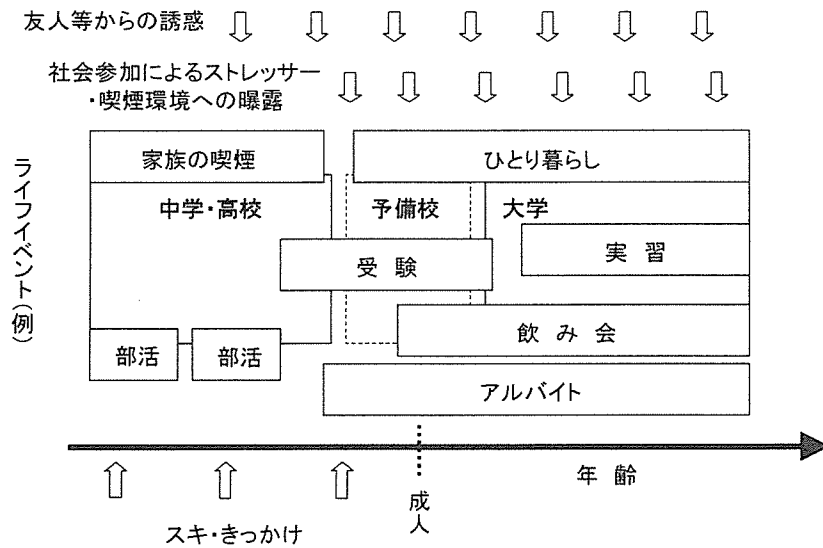 友人等からの誘惑
社会参加によるストレッサー
・喫煙環境への曝露
ライフイベント(例)
家族の喫煙
ひとり暮らし
中学・高校
予備校
大学
実習
受験
飲み会
部活
部活
アルバイト
年齢
成人
スキ・きっかけ